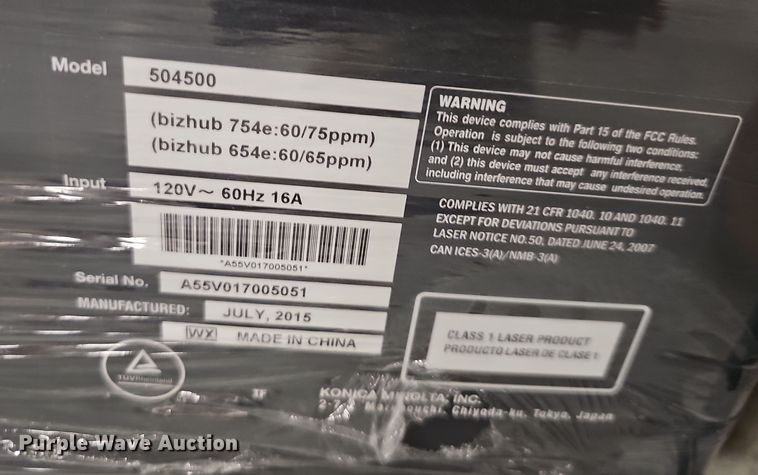 Model 504500
(bizhub 754e:60/75ppm)
(bizhub 654e:60/65ppm)
Input 120V～ 60Hz 16A
*A55V017005051*
Serial No. A55V017005051
MANUFACTURED: JULY, 2015
WX MADE IN CHINA
TÜVRheinland
WARNING
This device complies with Part 15 of the FCC Rules.
Operation is subject to the following two conditions:
(1) This device may not cause harmful interference,
and (2) this device must accept any interference received,
including interference that may cause undesired operation.
COMPLIES WITH 21 CFR 1040. 10 AND 1040. 11
EXCEPT FOR DEVIATIONS PURSUANT TO
LASER NOTICE NO.50, DATED JUNE 24, 2007
CAN ICES-3(A)/NMB-3(A)
CLASS 1 LASER PRODUCT
PRODUCTO LASER DE CLASE 1
KONICA MINOLTA, INC.
Chiyoda-ku, Tokyo, Japan
Purple Wave Auction